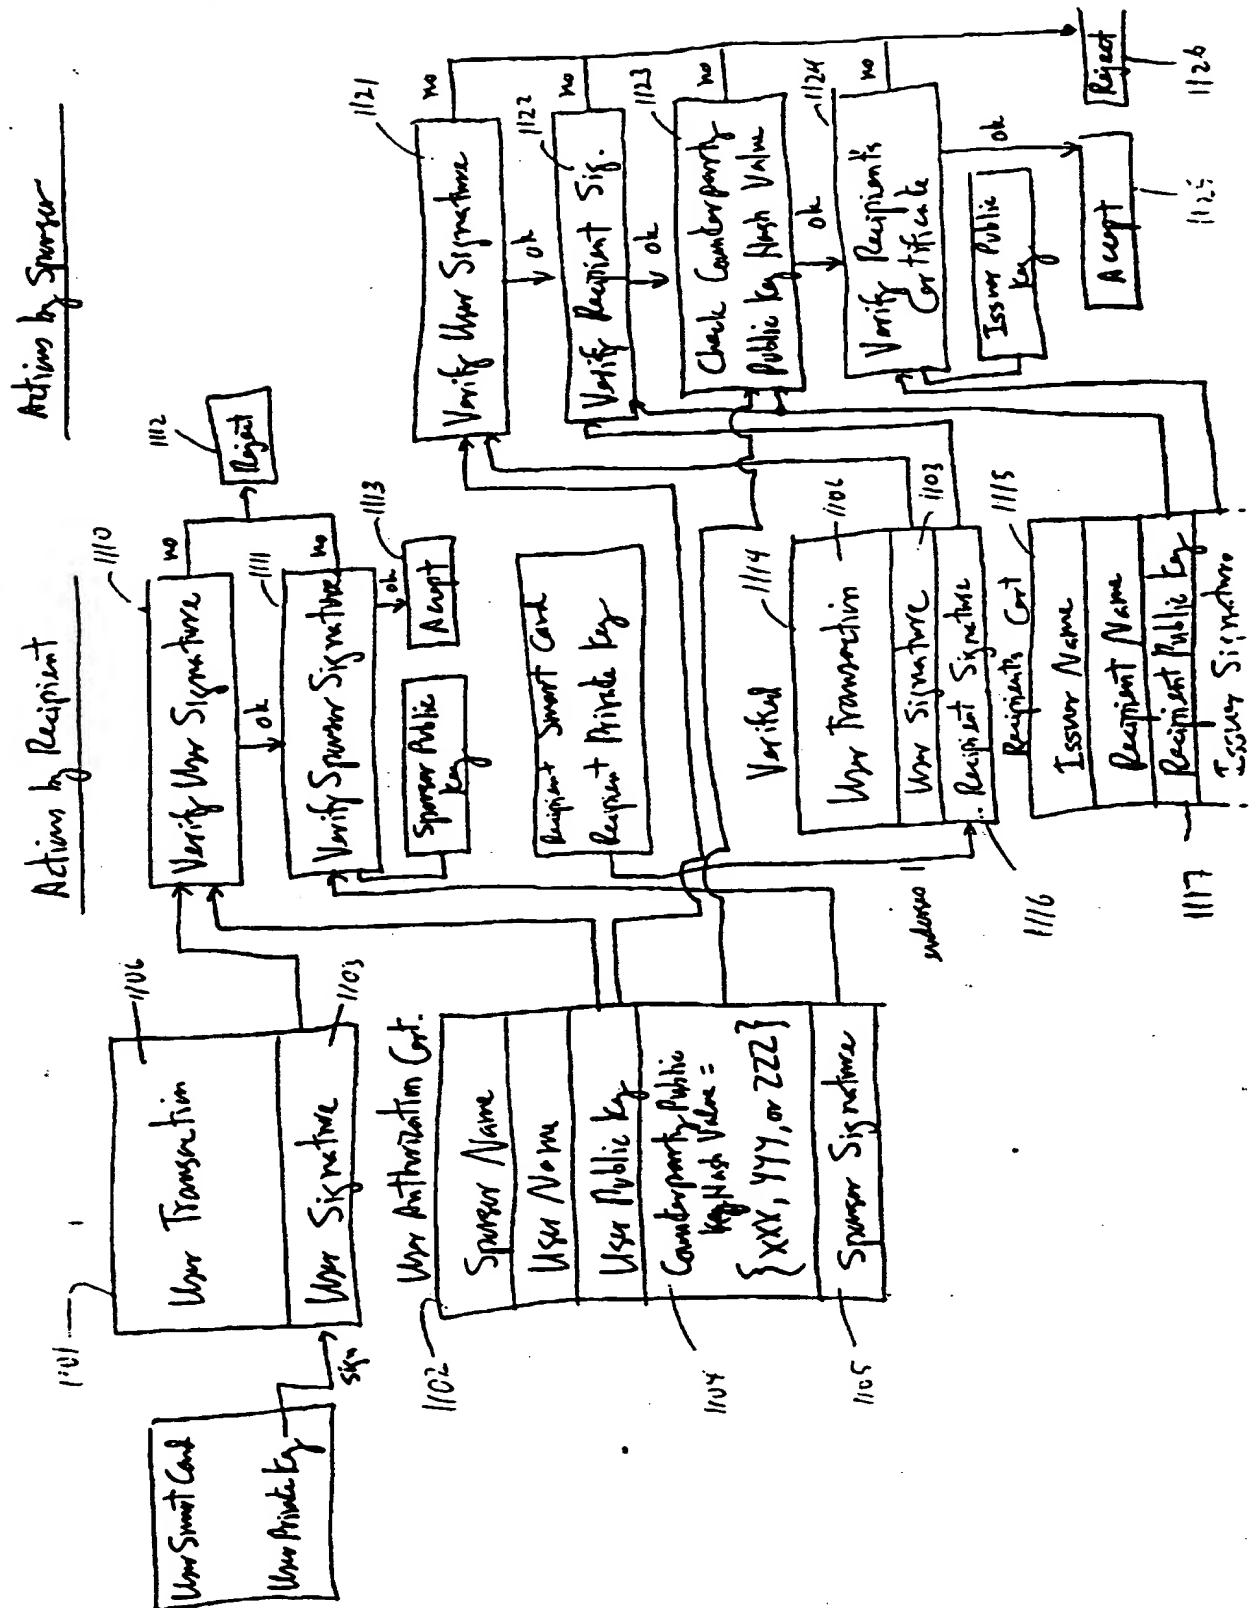 Actions by Recipient
Actions by Sponsor
User Smart Card
User Private Key
sign
1101
User Transaction
1106
User Signature
1103
User Authorization Cert.
1102
Sponsor Name
User Name
User Public Key
Counterparty Public
Key Hash Value =
{XXX, YYY, or ZZZ}
1104
Sponsor Signature
1105
1110
Verify User Signature
no
ok
1111
Verify Sponsor Signature
no
ok
1112
Reject
1113
Accept
Sponsor Public
Key
Recipient Smart Card
Recipient Private Key
endorses
Verified
1114
User Transaction
1106
User Signature
1103
Recipient Signature
1116
Recipients Cert
1115
Issuer Name
Recipient Name
Recipient Public Key
1117
Issuer Signature
1121
Verify User Signature
no
ok
1122
Verify Recipient Sig.
no
ok
1123
Check Counterparty
Public Key Hash Value
no
ok
1124
Verify Recipient's
Certificate
no
ok
Issuer Public
Key
Accept
1125
Reject
1126